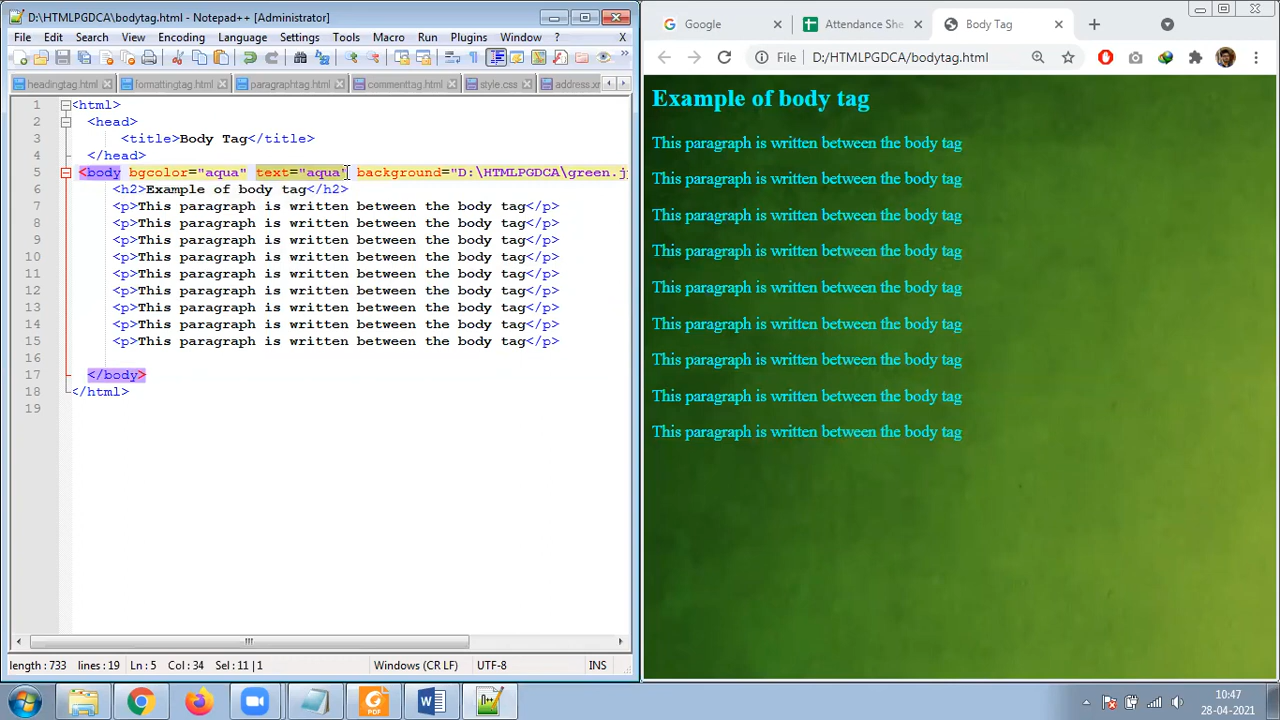 D:\HTMLPGDCA\bodytag.html - Notepad++ [Administrator]
File Edit Search View Encoding Language Settings Tools Macro Run Plugins Window ? X
headingtag.html formattingtag.html paragraphtag.html commenttag.html style.css
1 <html>
2 <head>
3 <title>Body Tag</title>
4 </head>
5 <body bgcolor="aqua" text="aqua" background="D:\HTMLPGDCA\green.j
6 <h2>Example of body tag</h2>
7 <p>This paragraph is written between the body tag</p>
8 <p>This paragraph is written between the body tag</p>
9 <p>This paragraph is written between the body tag</p>
10 <p>This paragraph is written between the body tag</p>
11 <p>This paragraph is written between the body tag</p>
12 <p>This paragraph is written between the body tag</p>
13 <p>This paragraph is written between the body tag</p>
14 <p>This paragraph is written between the body tag</p>
15 <p>This paragraph is written between the body tag</p>
16
17 </body>
18 </html>
19
length : 733 lines : 19 Ln : 5 Col : 34 Sel : 11 | 1 Windows (CR LF) UTF-8 INS
Google Attendance She Body Tag
File D:/HTMLPGDCA/bodytag.html
Example of body tag
This paragraph is written between the body tag
This paragraph is written between the body tag
This paragraph is written between the body tag
This paragraph is written between the body tag
This paragraph is written between the body tag
This paragraph is written between the body tag
This paragraph is written between the body tag
This paragraph is written between the body tag
This paragraph is written between the body tag
PDF
10:47
28-04-2021